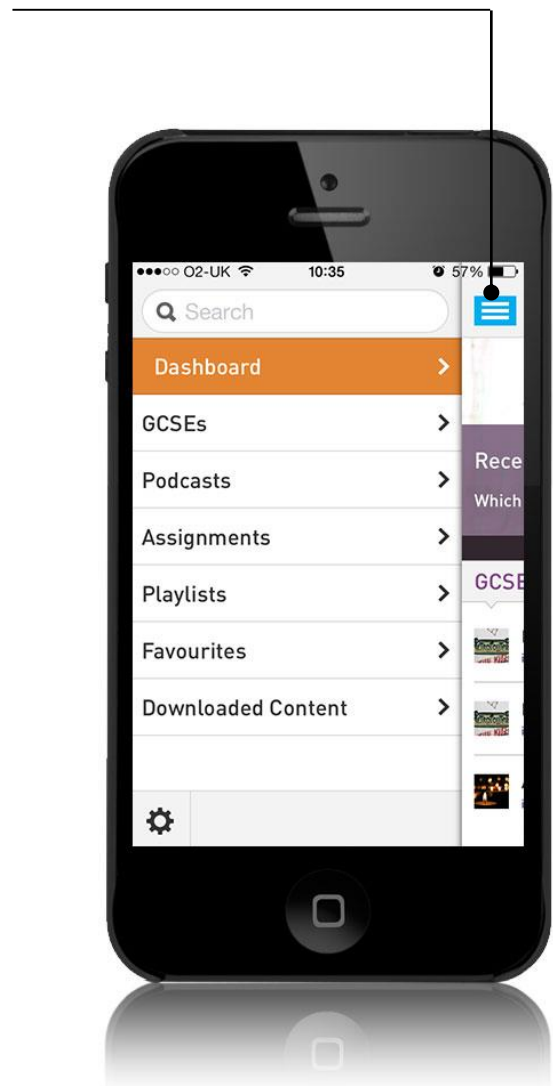 O2-UK 10:35 57%
Search
Dashboard
GCSEs
Podcasts
Assignments
Playlists
Favourites
Downloaded Content
Rece
Which
GCSE